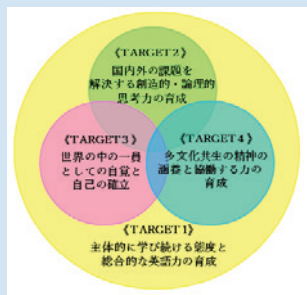 《TARGET2》
国内外の課題を
解決する創造的・論理的
思考力の育成
《TARGET3》
世界の中の一員
としての自覚と
自己の確立
《TARGET4》
多文化共生の精神の
涵養と協働する力の
育成
《TARGET1》
主体的に学び続ける態度と
総合的な英語力の育成